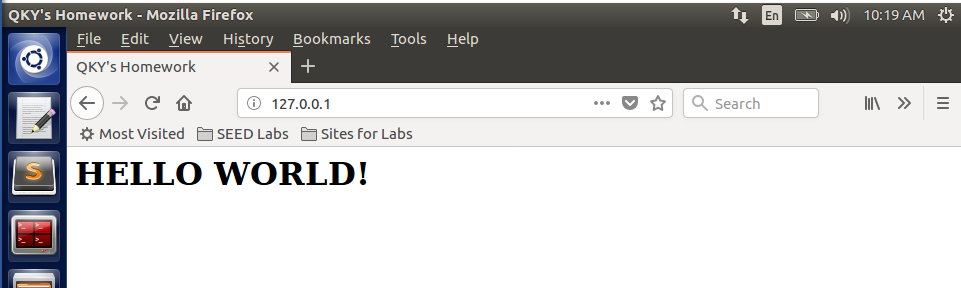 QKY's Homework - Mozilla Firefox
En
10:19 AM
File Edit View History Bookmarks Tools Help
QKY's Homework
127.0.0.1
Search
Most Visited SEED Labs Sites for Labs
HELLO WORLD!